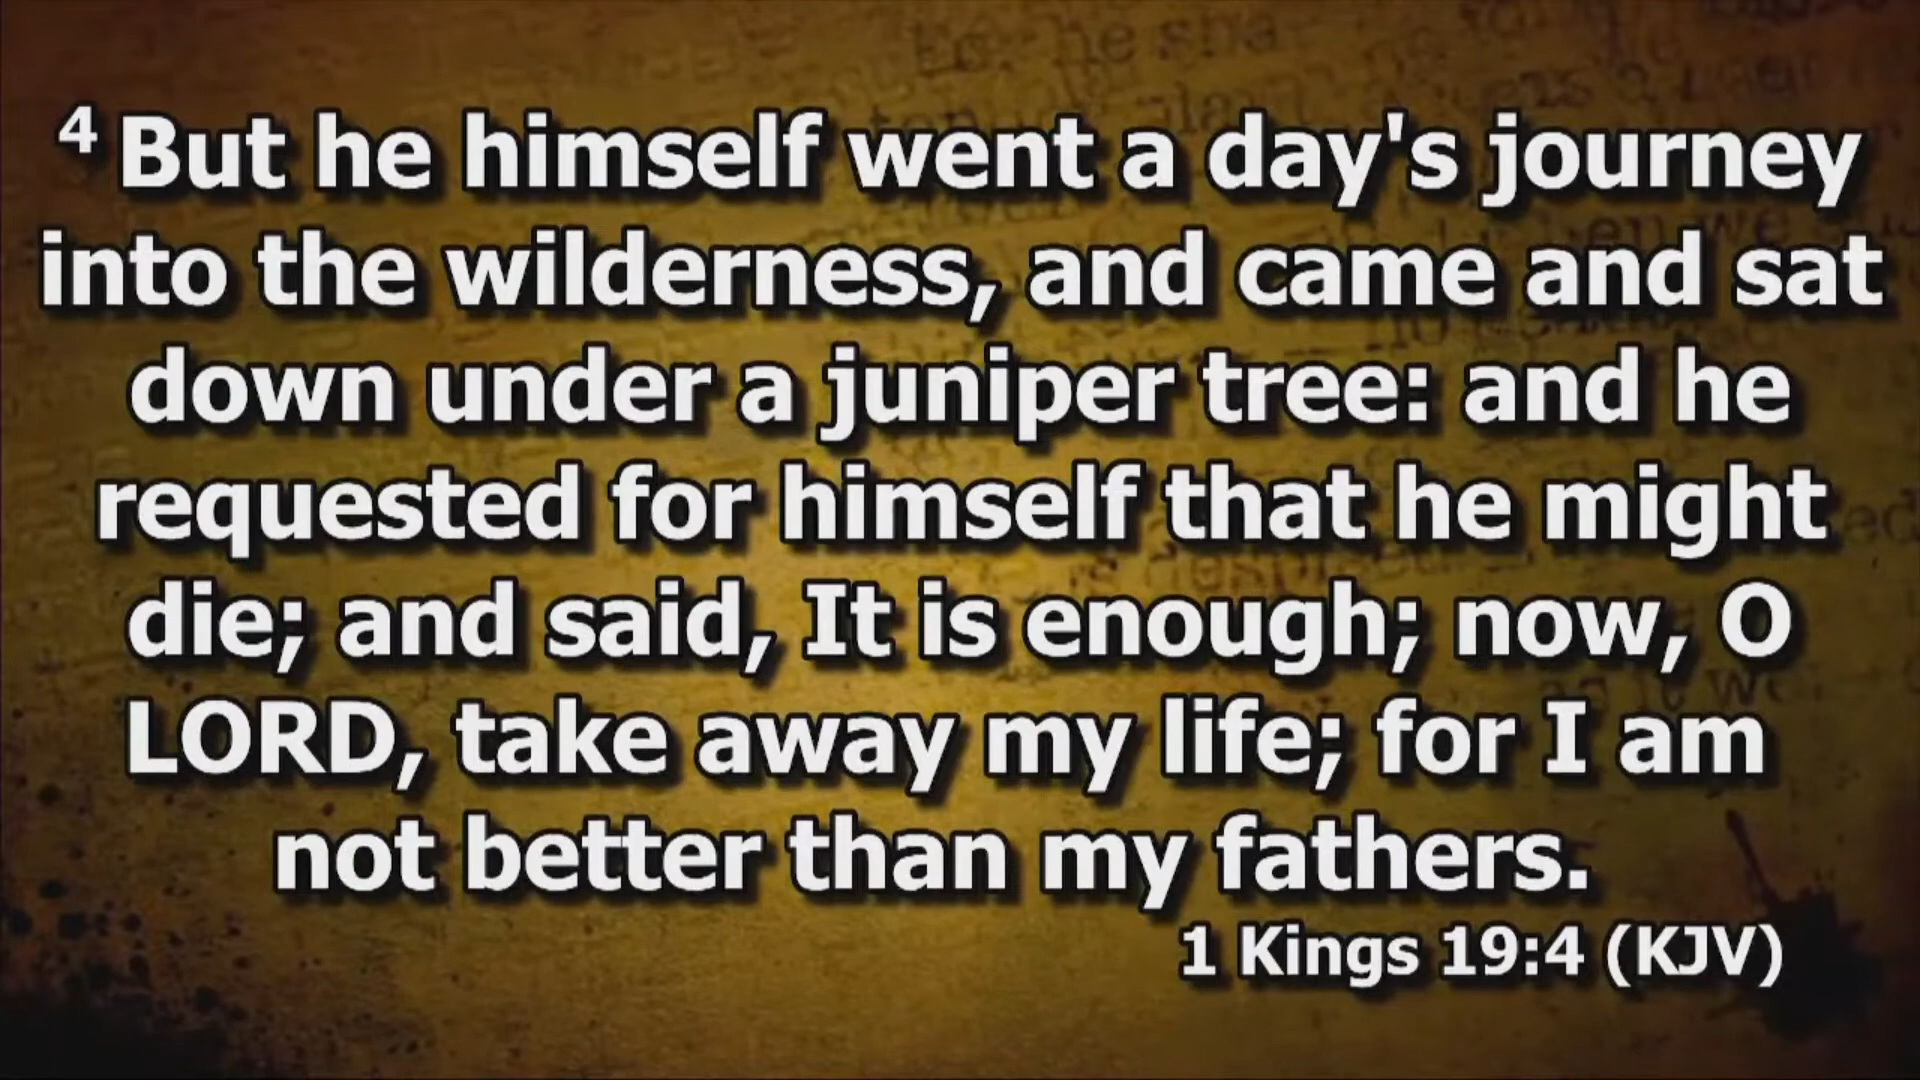 4 But he himself went a day's journey
into the wilderness, and came and sat
down under a juniper tree: and he
requested for himself that he might
die; and said, It is enough; now, O
LORD, take away my life; for I am
not better than my fathers.
1 Kings 19:4 (KJV)